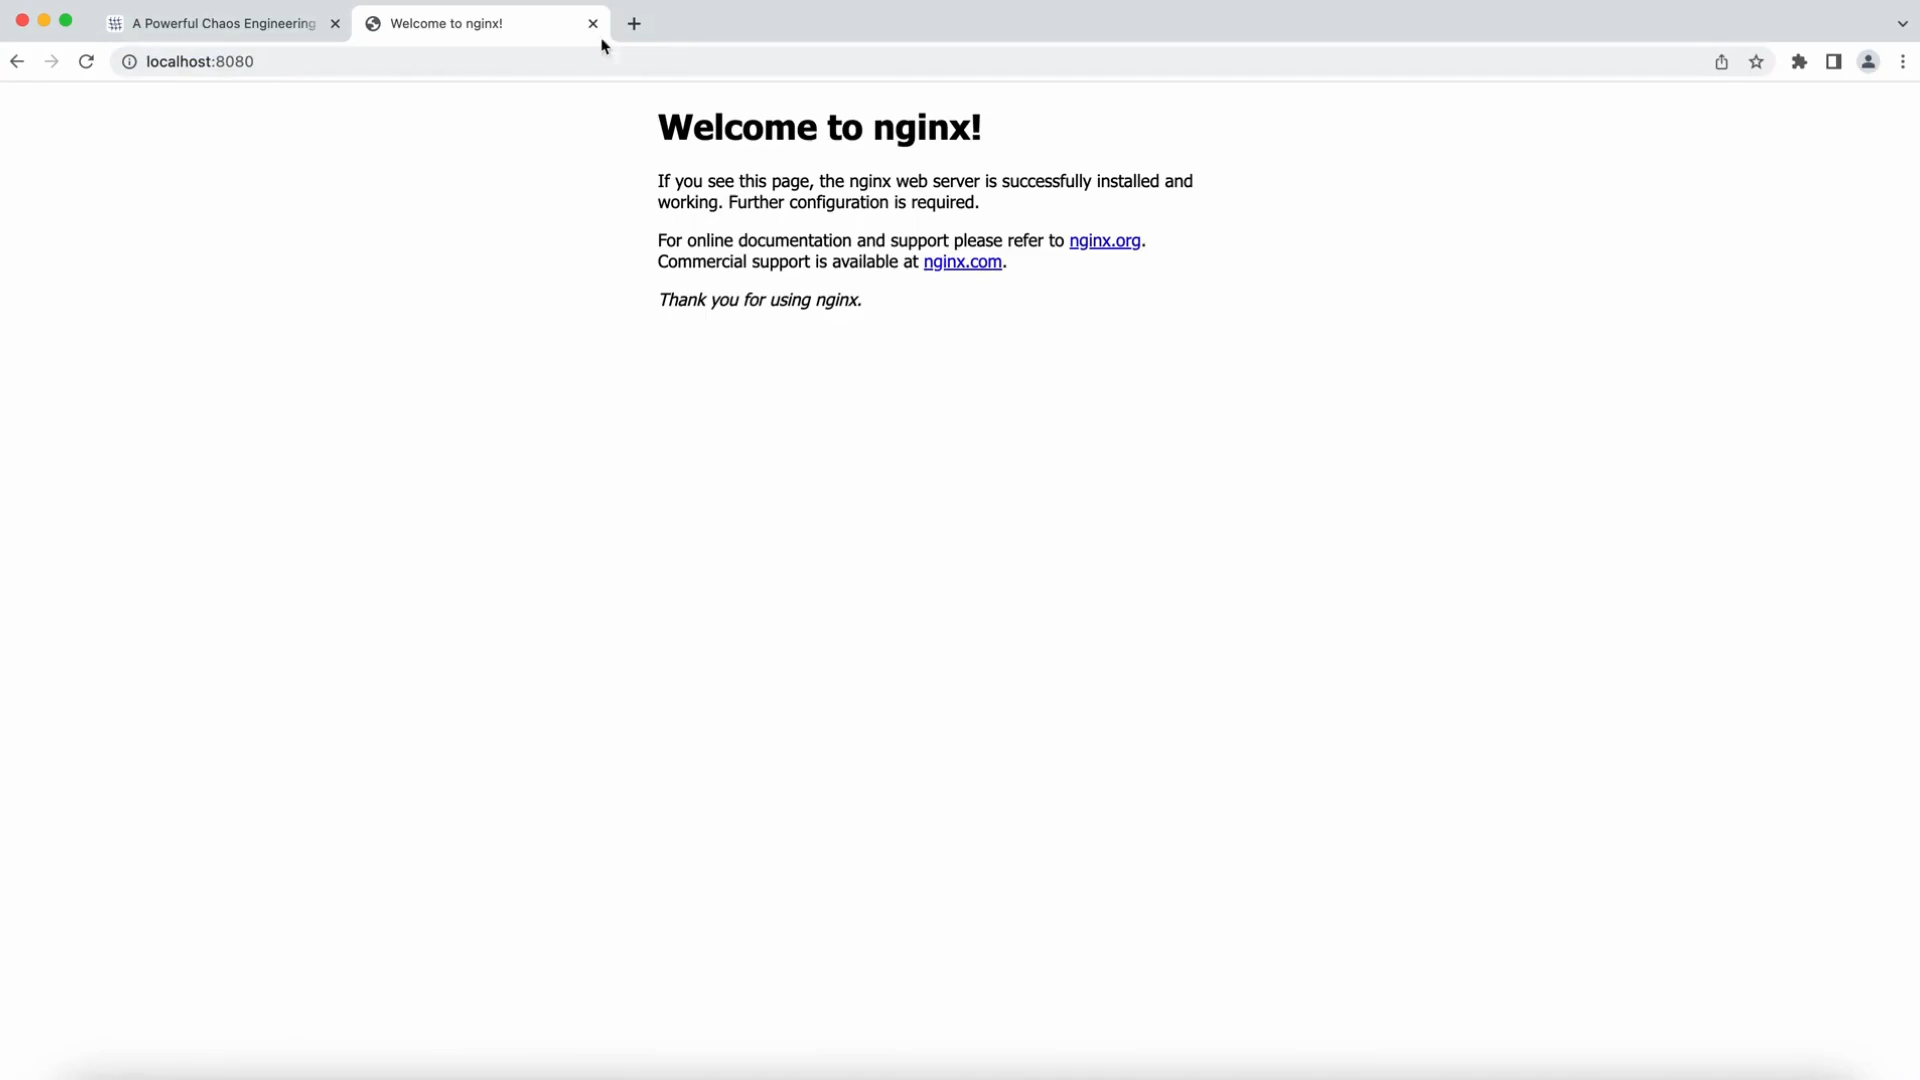 A Powerful Chaos Engineering
Welcome to nginx!
localhost:8080
Welcome to nginx!
If you see this page, the nginx web server is successfully installed and
working. Further configuration is required.
For online documentation and support please refer to nginx.org.
Commercial support is available at nginx.com.
Thank you for using nginx.